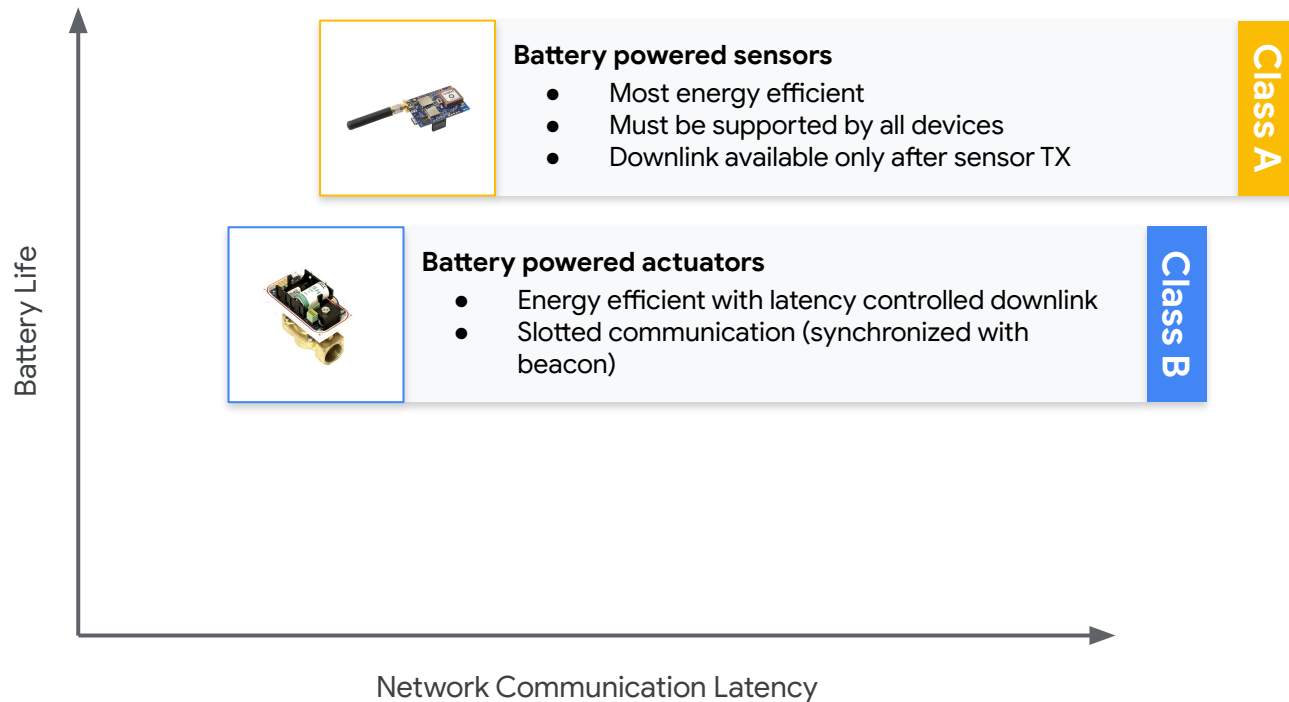 Battery powered sensors
● Most energy efficient
● Must be supported by all devices
● Downlink available only after sensor TX
Class A
Battery powered actuators
● Energy efficient with latency controlled downlink
● Slotted communication (synchronized with
beacon)
Class B
Battery Life
Network Communication Latency